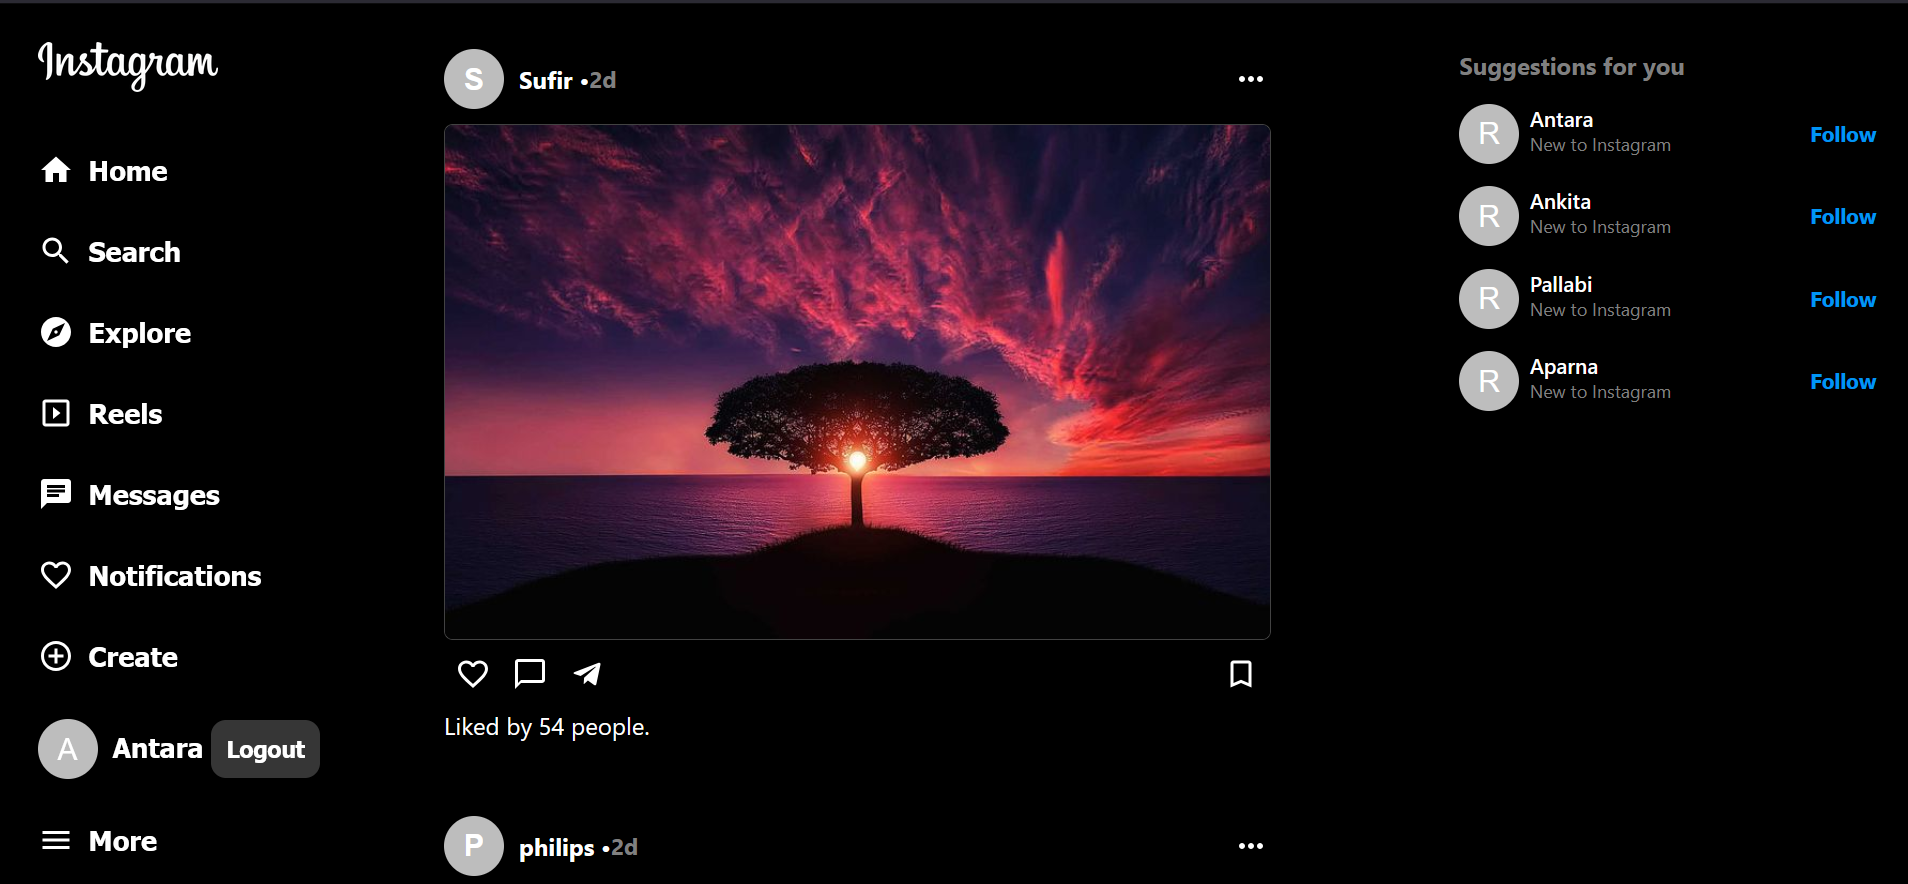 Instagram
Home
Search
Explore
Reels
Messages
Notifications
Create
A Antara Logout
More
S Sufir •2d
Liked by 54 people.
P philips •2d
Suggestions for you
R Antara
New to Instagram
Follow
R Ankita
New to Instagram
Follow
R Pallabi
New to Instagram
Follow
R Aparna
New to Instagram
Follow